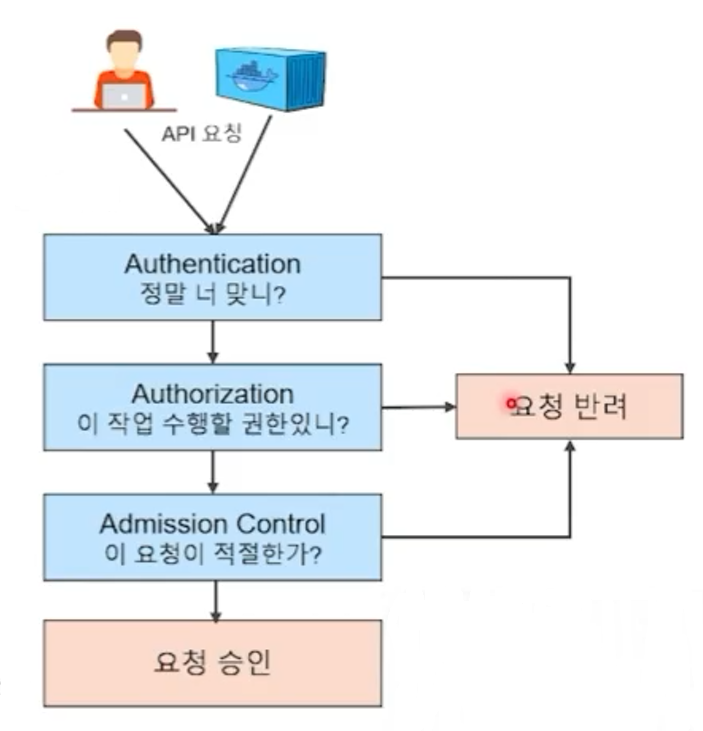 API 요청
Authentication
정말 너 맞니?
Authorization
이 작업 수행할 권한있니?
요청 반려
Admission Control
이 요청이 적절한가?
요청 승인